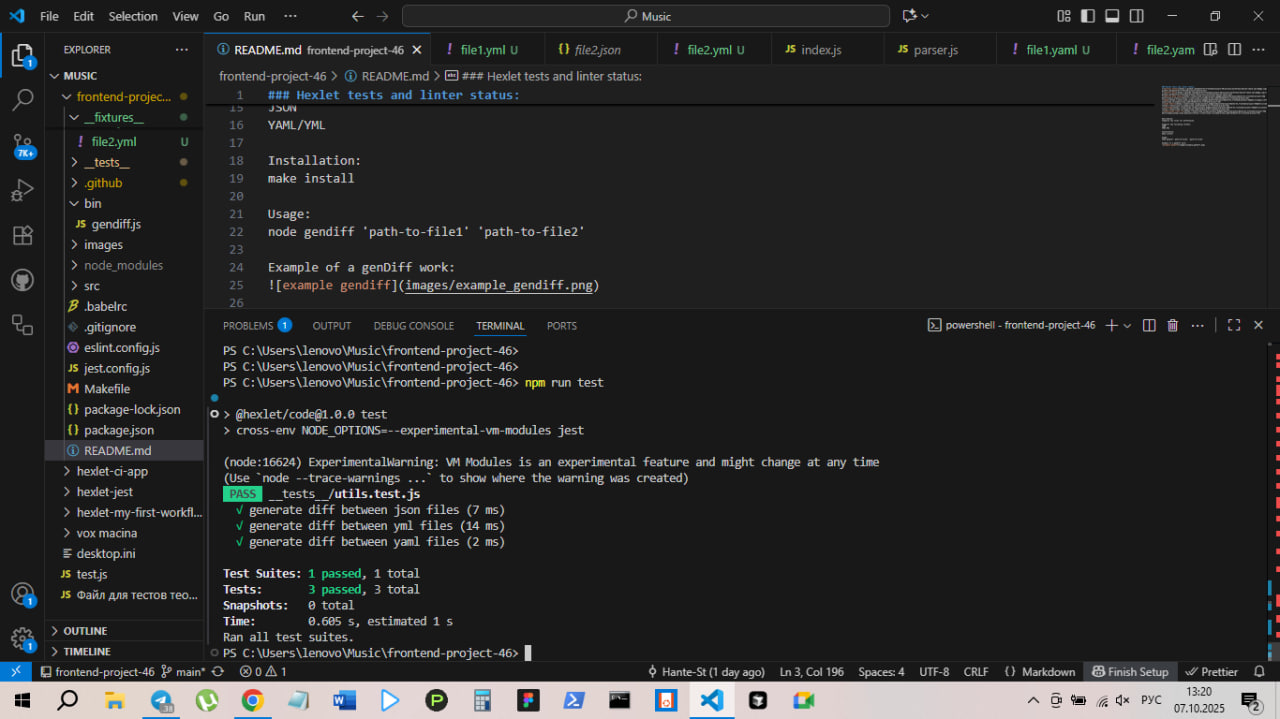 File Edit Selection View Go Run ··· Music
EXPLORER ···
MUSIC
frontend-projec...
__fixtures__
file2.yml U
__tests__
.github
bin
JS gendiff.js
images
node_modules
src
.babelrc
.gitignore
eslint.config.js
JS jest.config.js
Makefile
{} package-lock.json
{} package.json
README.md
hexlet-ci-app
hexlet-jest
hexlet-my-first-workfl...
vox macina
desktop.ini
JS test.js
JS Файл для тестов тео...
OUTLINE
TIMELINE
1
7K+
1
1
README.md frontend-project-46 file1.yml U {} file2.json file2.yml U JS index.js JS parser.js file1.yaml U file2.yam
frontend-project-46 > README.md > ### Hexlet tests and linter status:
1 ### Hexlet tests and linter status:
15 JSON
16 YAML/YML
17
18 Installation:
19 make install
20
21 Usage:
22 node gendiff 'path-to-file1' 'path-to-file2'
23
24 Example of a genDiff work:
25 ![example gendiff](images/example_gendiff.png)
26
PROBLEMS 1 OUTPUT DEBUG CONSOLE TERMINAL PORTS powershell - frontend-project-46
PS C:\Users\lenovo\Music\frontend-project-46>
PS C:\Users\lenovo\Music\frontend-project-46>
PS C:\Users\lenovo\Music\frontend-project-46> npm run test
> @hexlet/code@1.0.0 test
> cross-env NODE_OPTIONS=--experimental-vm-modules jest
(node:16624) ExperimentalWarning: VM Modules is an experimental feature and might change at any time
(Use `node --trace-warnings ...` to show where the warning was created)
PASS __tests__/utils.test.js
√ generate diff between json files (7 ms)
√ generate diff between yml files (14 ms)
√ generate diff between yaml files (2 ms)
Test Suites: 1 passed, 1 total
Tests: 3 passed, 3 total
Snapshots: 0 total
Time: 0.605 s, estimated 1 s
Ran all test suites.
PS C:\Users\lenovo\Music\frontend-project-46>
frontend-project-46 main* 0 1 Hante-St (1 day ago) Ln 3, Col 196 Spaces: 4 UTF-8 CRLF {} Markdown Finish Setup Prettier
31 РУС 13:20
07.10.2025 2